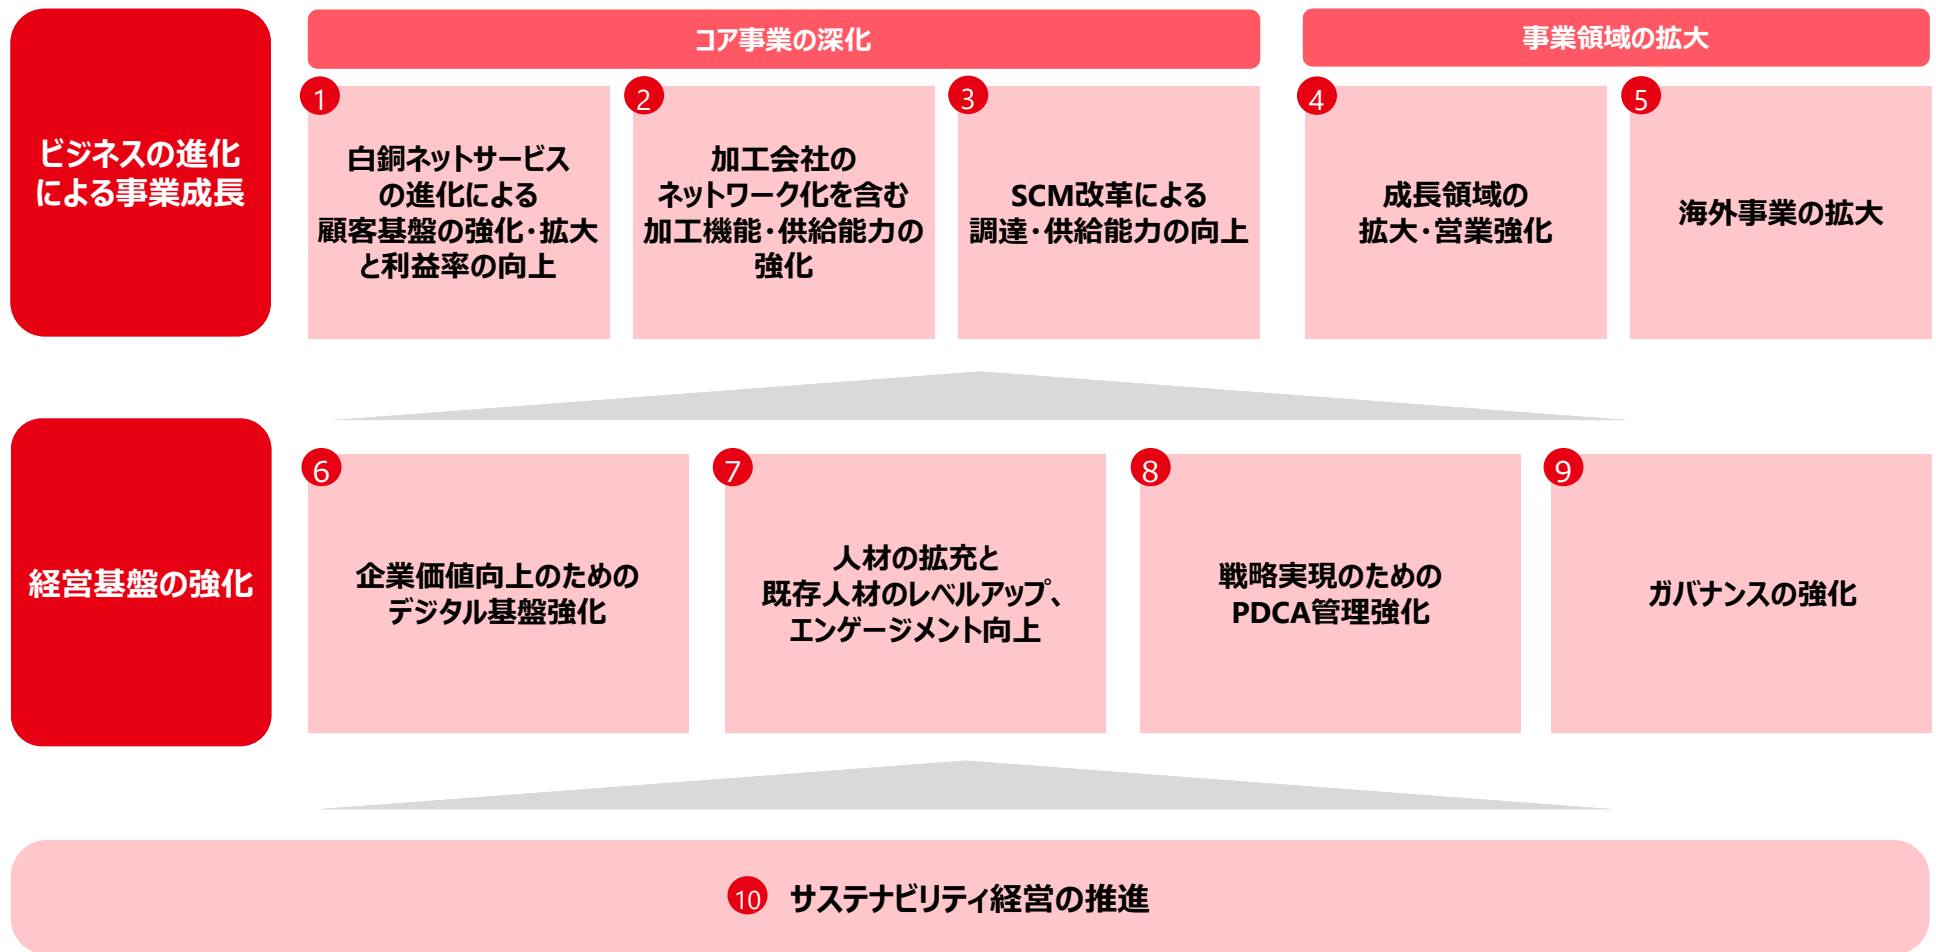 ビジネスの進化
による事業成長
コア事業の深化
事業領域の拡大
1
白銅ネットサービス
の進化による
顧客基盤の強化・拡大
と利益率の向上
2
加工会社の
ネットワーク化を含む
加工機能・供給能力の
強化
3
SCM改革による
調達・供給能力の向上
4
成長領域の
拡大・営業強化
5
海外事業の拡大
経営基盤の強化
6
企業価値向上のための
デジタル基盤強化
7
人材の拡充と
既存人材のレベルアップ、
エンゲージメント向上
8
戦略実現のための
PDCA管理強化
9
ガバナンスの強化
10 サステナビリティ経営の推進